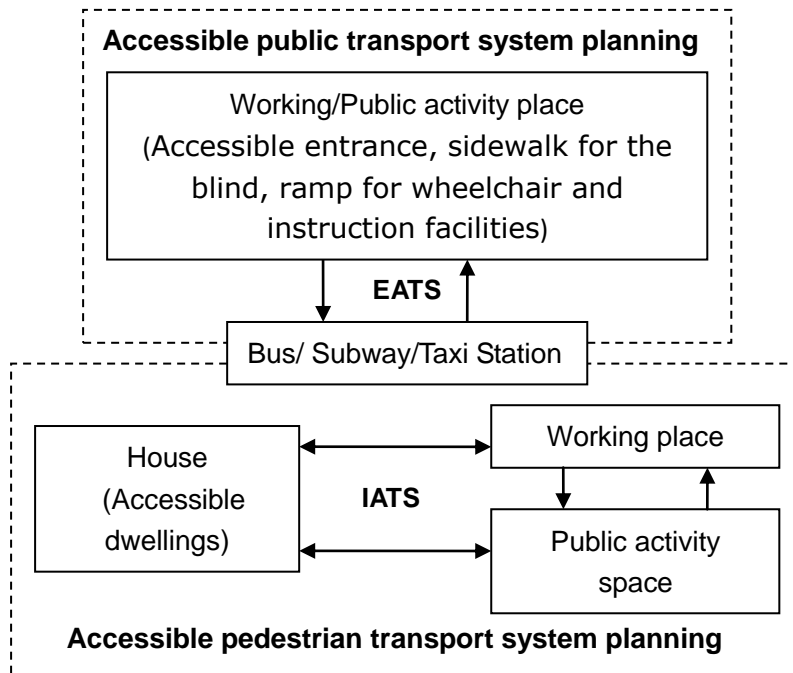 Accessible public transport system planning
Working/Public activity place
(Accessible entrance, sidewalk for the
blind, ramp for wheelchair and
instruction facilities)
EATS
Bus/ Subway/Taxi Station
House
(Accessible
dwellings)
IATS
Working place
Public activity
space
Accessible pedestrian transport system planning